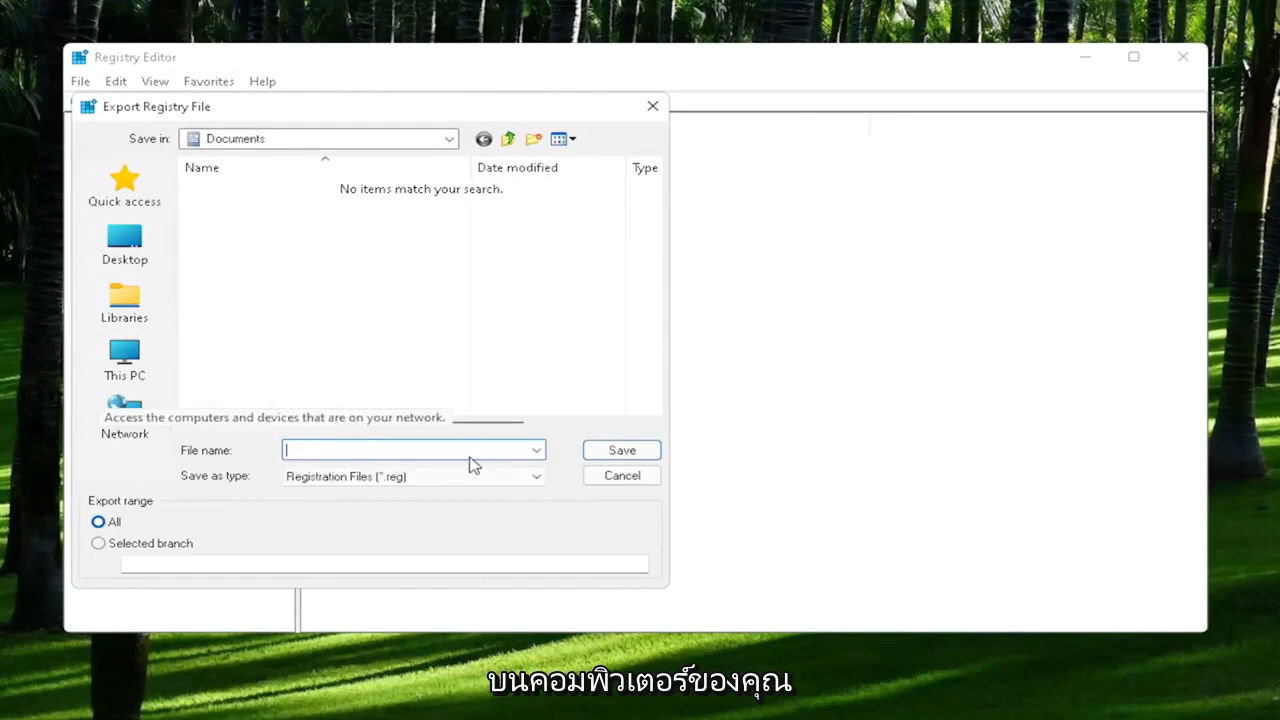 Registry Editor
File Edit View Favorites Help
Export Registry File
Save in: Documents
Name Date modified Type
No items match your search.
Quick access
Desktop
Libraries
This PC
Access the computers and devices that are on your network.
Network
File name: Save
Save as type: Registration Files (*.reg) Cancel
Export range
All
Selected branch
บนคอมพิวเตอร์ของคุณ